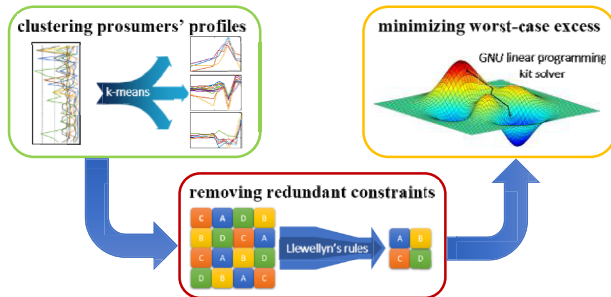 clustering prosumers' profiles
k-means
minimizing worst-case excess
GNU linear programming
kit solver
removing redundant constraints
C A D B
B D C A
C A B D
D B A C
Llewellyn's rules
A B
C D